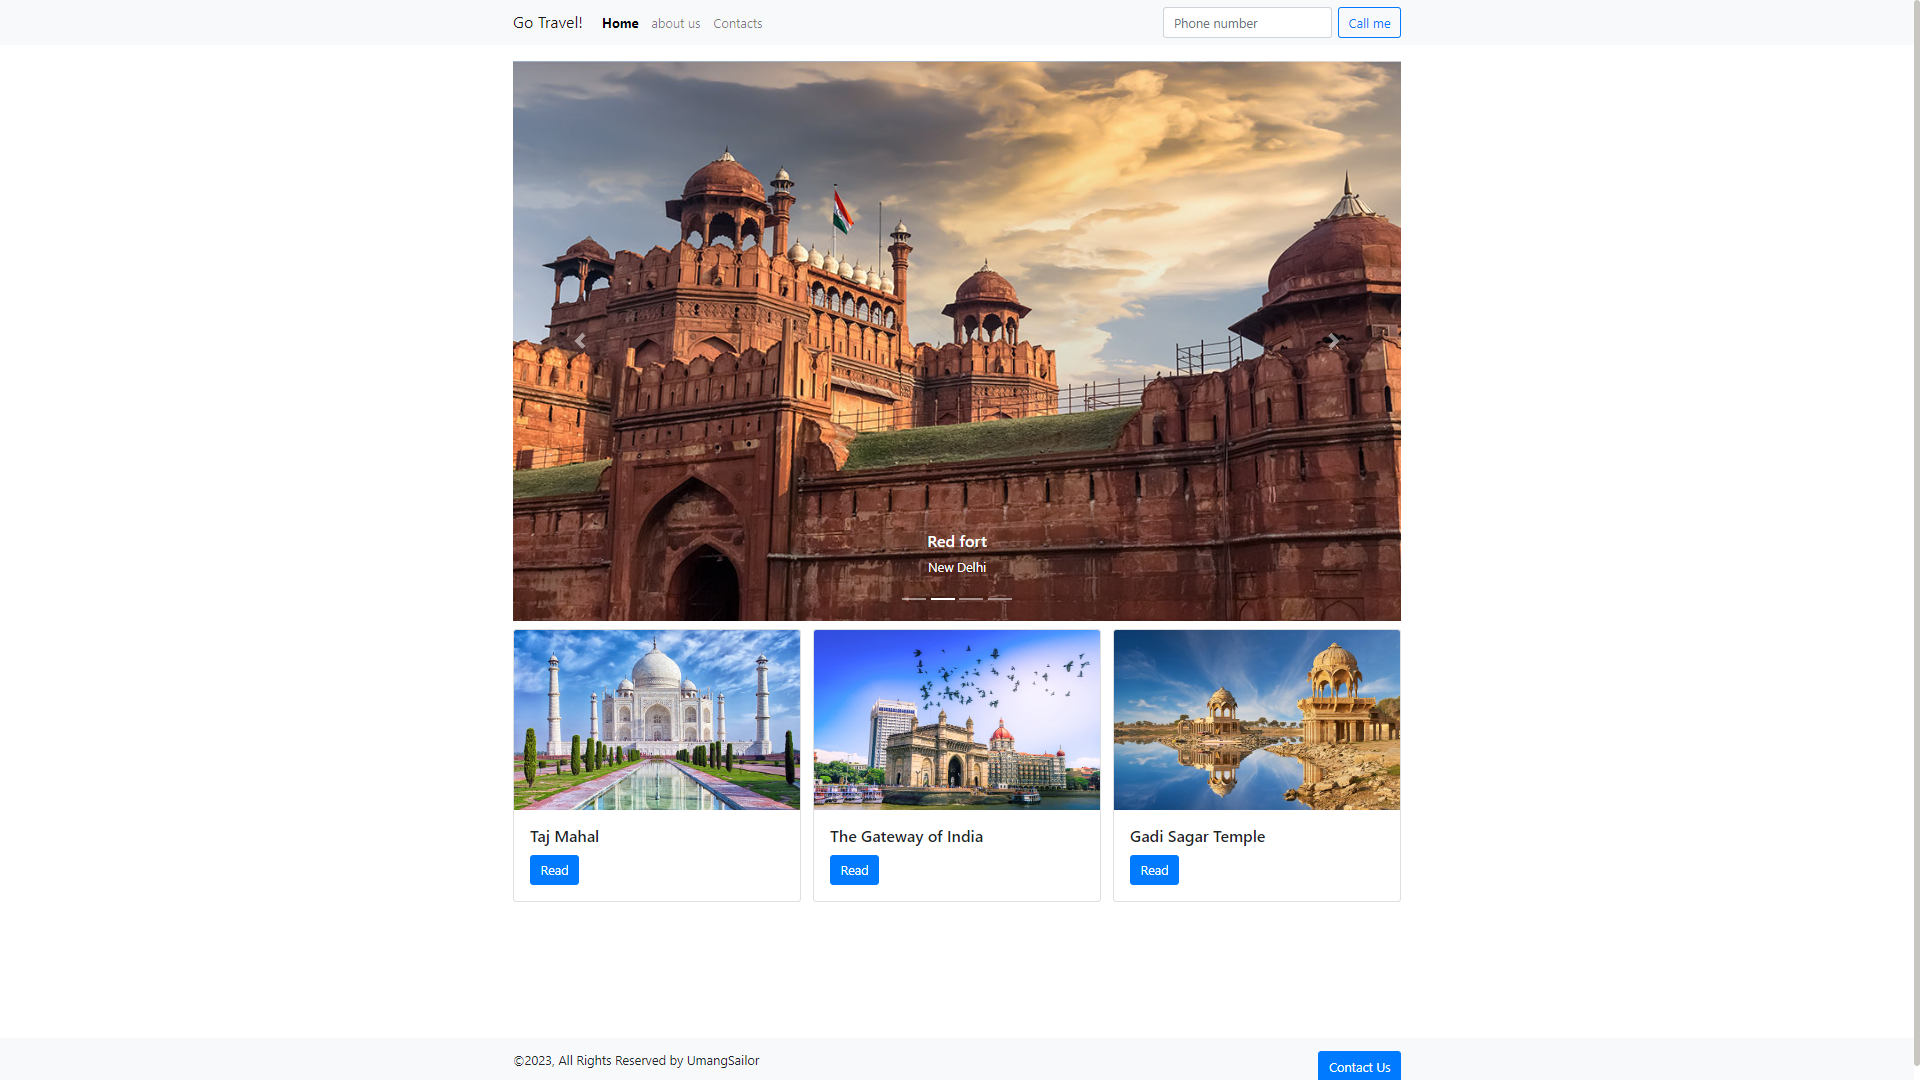 Go Travel! Home about us Contacts Phone number Call me
Red fort
New Delhi
Taj Mahal
Read
The Gateway of India
Read
Gadi Sagar Temple
Read
©2023, All Rights Reserved by UmangSailor
Contact Us